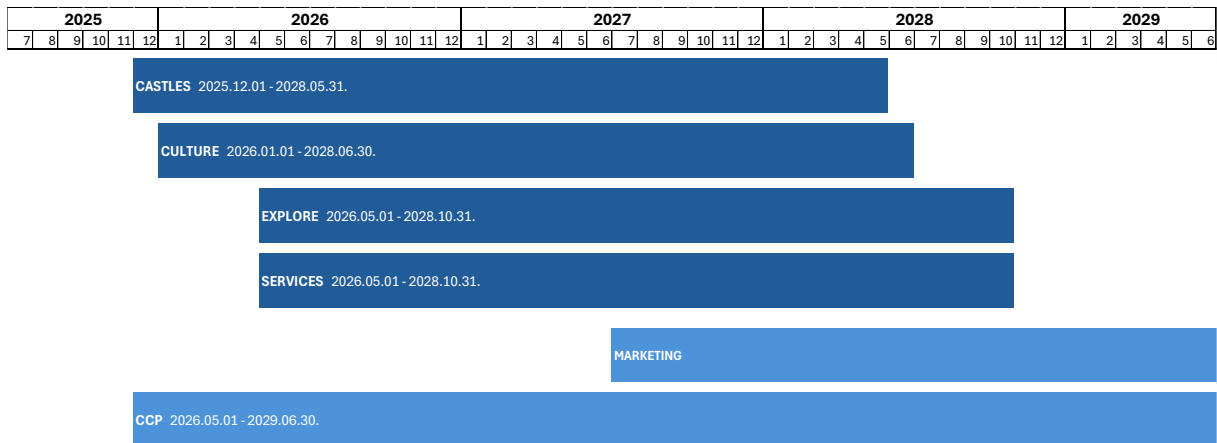 2025 2026 2027 2028 2029
7 8 9 10 11 12 1 2 3 4 5 6 7 8 9 10 11 12 1 2 3 4 5 6 7 8 9 10 11 12 1 2 3 4 5 6 7 8 9 10 11 12 1 2 3 4 5 6
CASTLES 2025.12.01 - 2028.05.31.
CULTURE 2026.01.01 - 2028.06.30.
EXPLORE 2026.05.01 - 2028.10.31.
SERVICES 2026.05.01 - 2028.10.31.
MARKETING
CCP 2026.05.01 - 2029.06.30.